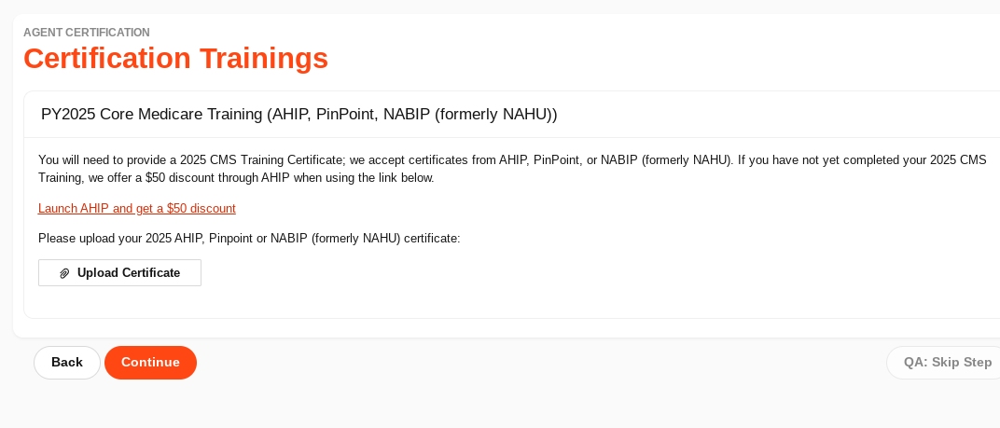 AGENT CERTIFICATION
Certification Trainings
PY2025 Core Medicare Training (AHIP, PinPoint, NABIP (formerly NAHU))
You will need to provide a 2025 CMS Training Certificate; we accept certificates from AHIP, PinPoint, or NABIP (formerly NAHU). If you have not yet completed your 2025 CMS
Training, we offer a $50 discount through AHIP when using the link below.
Launch AHIP and get a $50 discount
Please upload your 2025 AHIP, Pinpoint or NABIP (formerly NAHU) certificate:
Upload Certificate
Back Continue QA: Skip Step